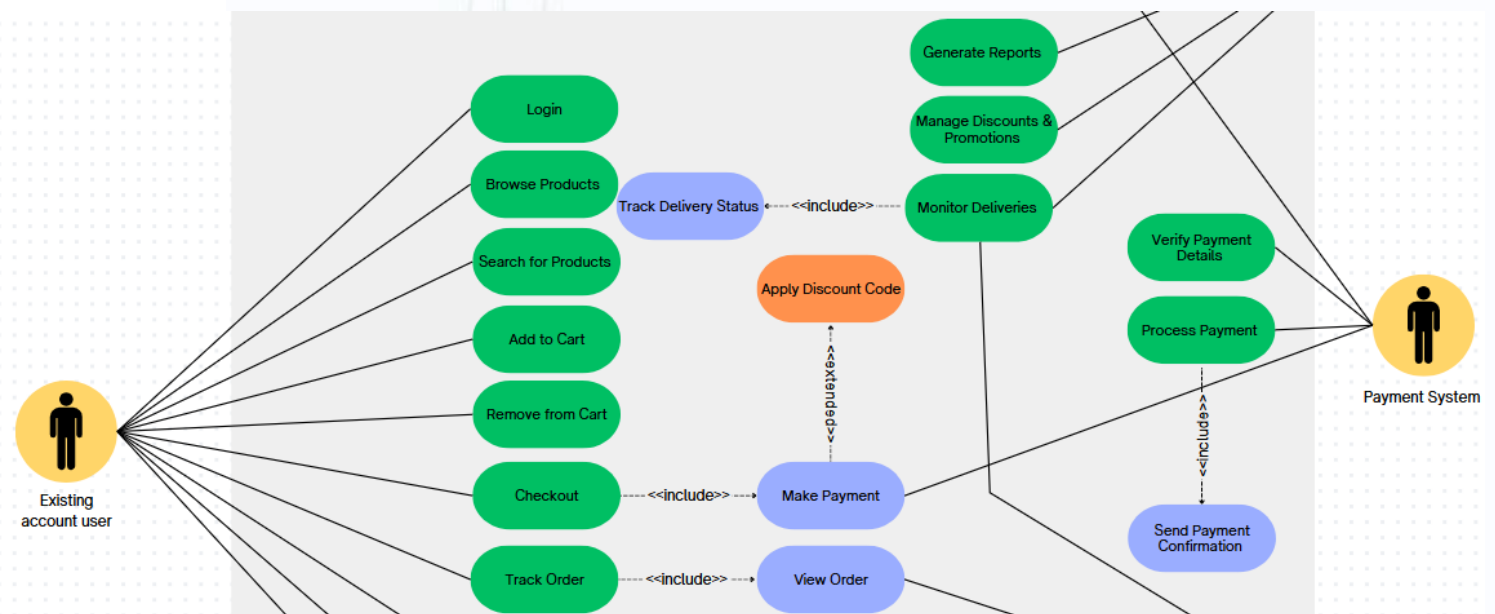 Generate Reports
Login
Manage Discounts &
Promotions
Browse Products
Track Delivery Status
<<include>>
Monitor Deliveries
Verify Payment
Details
Search for Products
Apply Discount Code
Process Payment
Add to Cart
<<extended>>
Payment System
Remove from Cart
<<include>>
Existing
account user
Checkout
<<include>>
Make Payment
Send Payment
Confirmation
Track Order
<<include>>
View Order